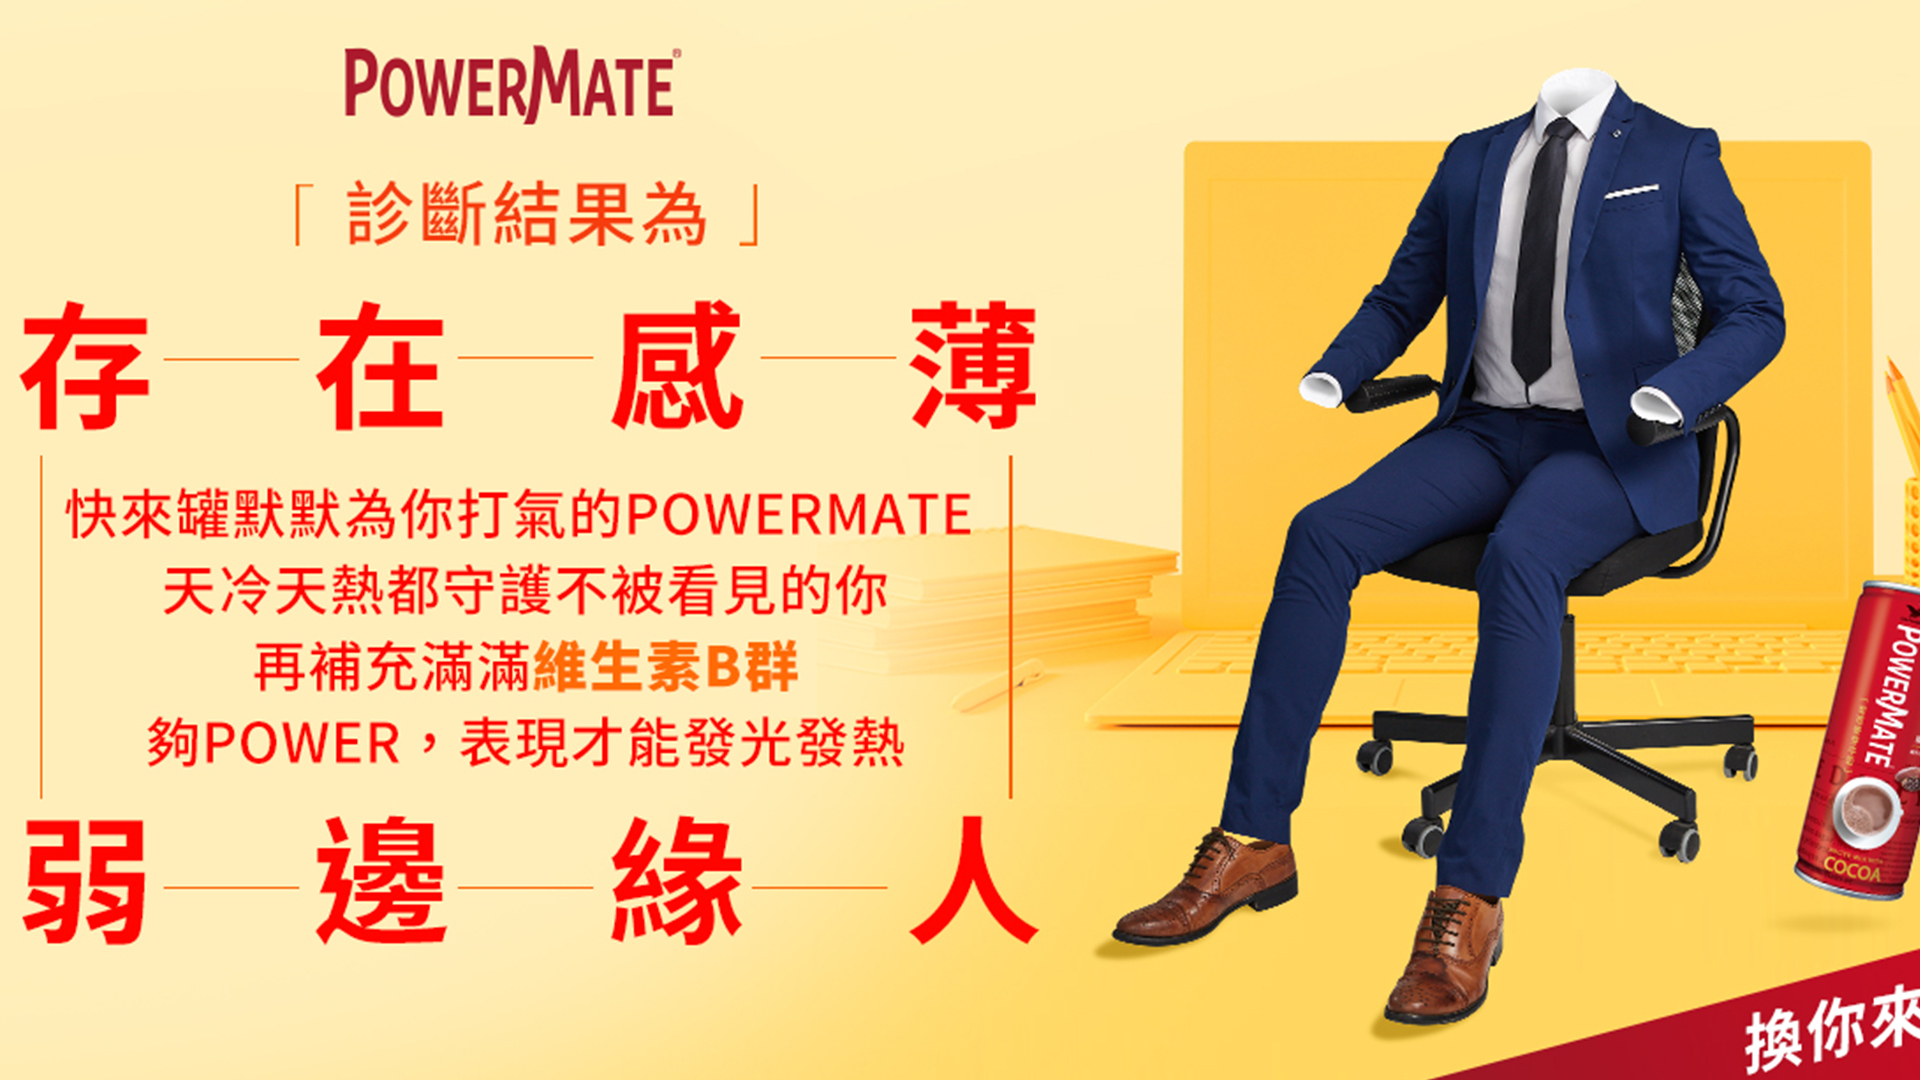 POWERMATE®
「診斷結果為」
存在感薄
快來罐默默為你打氣的POWERMATE
天冷天熱都守護不被看見的你
再補充滿滿維生素B群
夠POWER，表現才能發光發熱
弱邊緣人
POWERMATE
COCOA
換你來